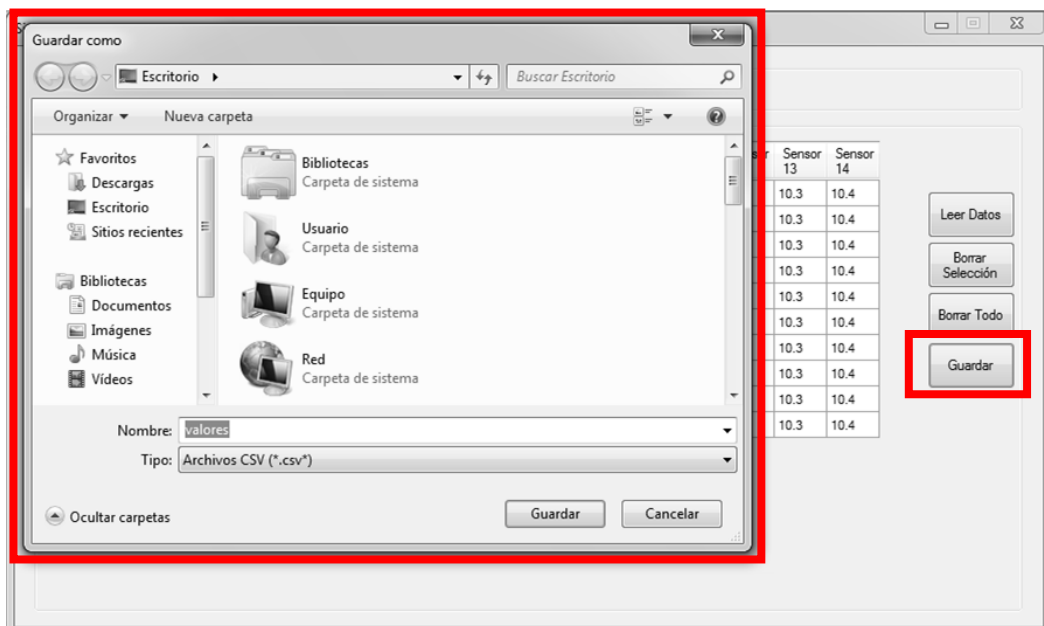 Guardar como
Escritorio
Buscar Escritorio
Organizar
Nueva carpeta
Favoritos
Descargas
Escritorio
Sitios recientes
Bibliotecas
Documentos
Imágenes
Música
Vídeos
Bibliotecas
Carpeta de sistema
Usuario
Carpeta de sistema
Equipo
Carpeta de sistema
Red
Carpeta de sistema
Nombre: valores
Tipo: Archivos CSV (*.csv*)
Ocultar carpetas
Guardar
Cancelar
Sensor 13
Sensor 14
10.3 10.4
10.3 10.4
10.3 10.4
10.3 10.4
10.3 10.4
10.3 10.4
10.3 10.4
10.3 10.4
10.3 10.4
10.3 10.4
Leer Datos
Borrar
Selección
Borrar Todo
Guardar